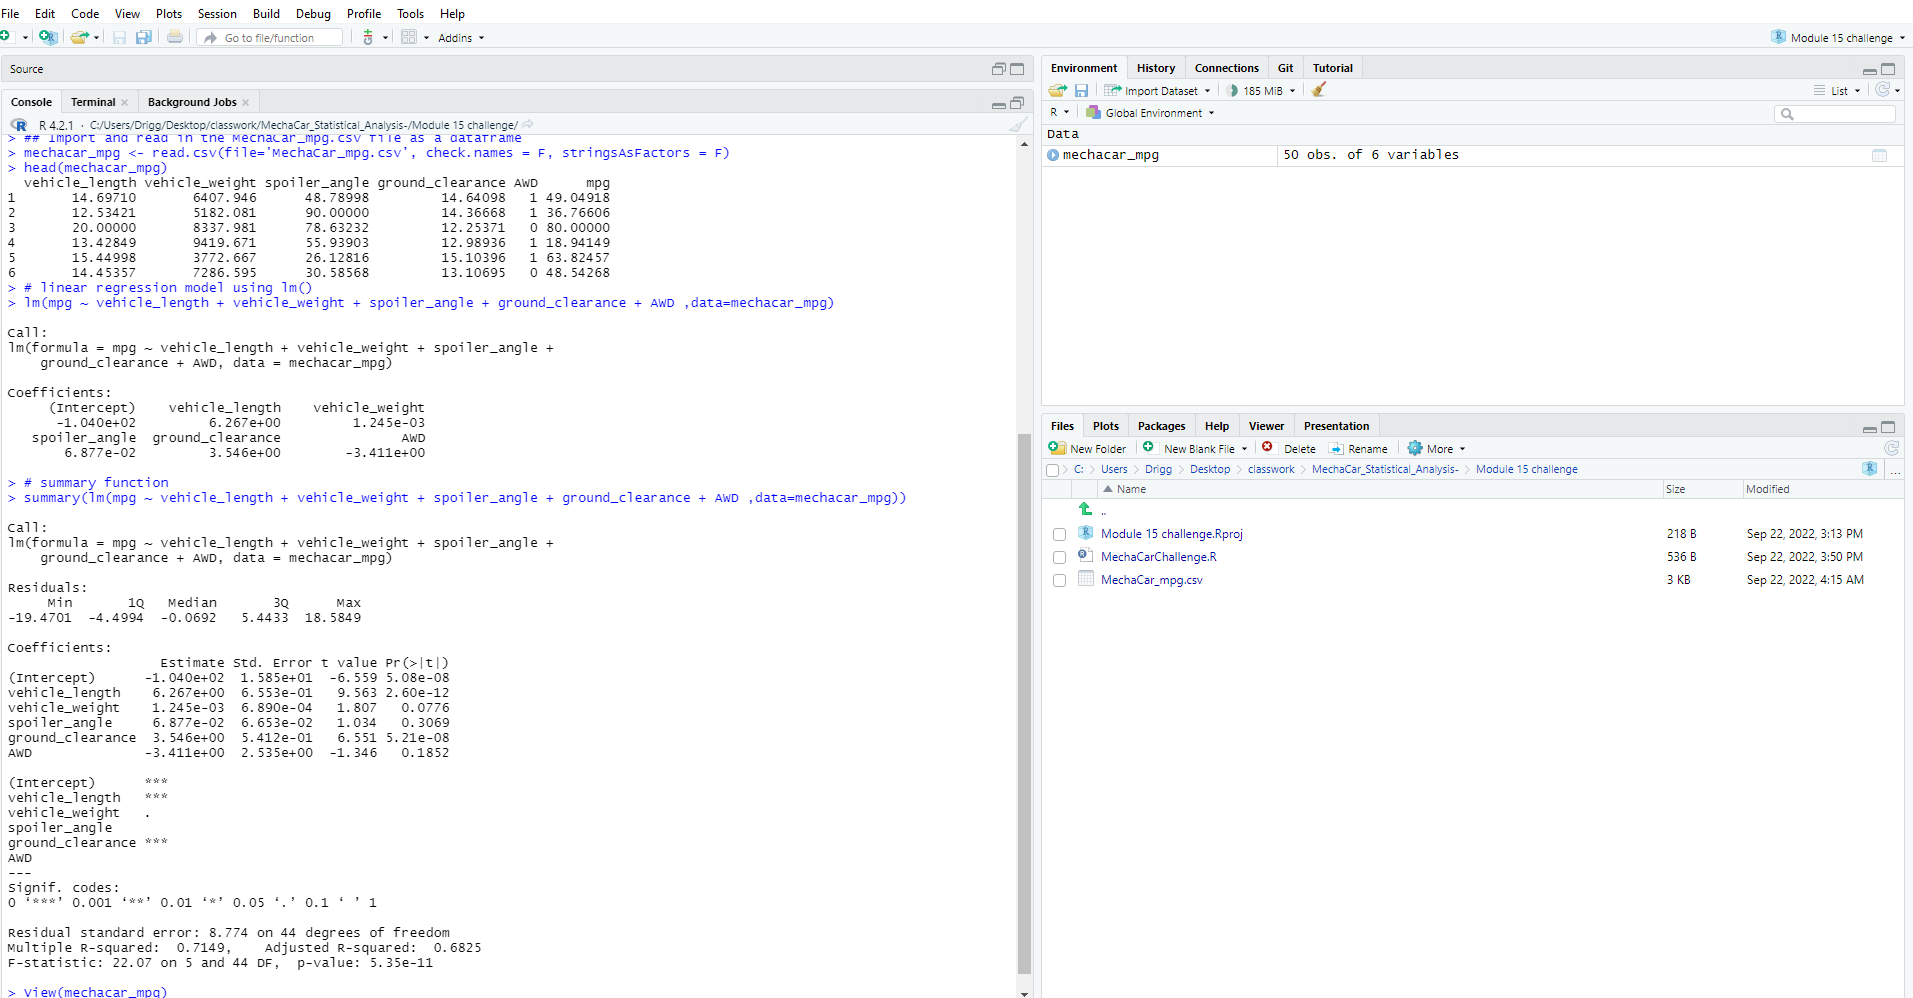 File Edit Code View Plots Session Build Debug Profile Tools Help
Go to file/function Addins Module 15 challenge
Source
Console Terminal Background Jobs
R 4.2.1 · C:/Users/Drigg/Desktop/classwork/MechaCar_Statistical_Analysis-/Module 15 challenge/
> ## Import and read in the MechaCar_mpg.csv file as a dataframe
> mechacar_mpg <- read.csv(file='MechaCar_mpg.csv', check.names = F, stringsAsFactors = F)
> head(mechacar_mpg)
  vehicle_length vehicle_weight spoiler_angle ground_clearance AWD      mpg
1       14.69710       6407.946      48.78998         14.64098   1 49.04918
2       12.53421       5182.081      90.00000         14.36668   1 36.76606
3       20.00000       8337.981      78.63232         12.25371   0 80.00000
4       13.42849       9419.671      55.93903         12.98936   1 18.94149
5       15.44998       3772.667      26.12816         15.10396   1 63.82457
6       14.45357       7286.595      30.58568         13.10695   0 48.54268
> # linear regression model using lm()
> lm(mpg ~ vehicle_length + vehicle_weight + spoiler_angle + ground_clearance + AWD ,data=mechacar_mpg)
Call:
lm(formula = mpg ~ vehicle_length + vehicle_weight + spoiler_angle +
    ground_clearance + AWD, data = mechacar_mpg)
Coefficients:
     (Intercept)    vehicle_length    vehicle_weight
      -1.040e+02         6.267e+00         1.245e-03
   spoiler_angle  ground_clearance               AWD
       6.877e-02         3.546e+00        -3.411e+00
> # summary function
> summary(lm(mpg ~ vehicle_length + vehicle_weight + spoiler_angle + ground_clearance + AWD ,data=mechacar_mpg))
Call:
lm(formula = mpg ~ vehicle_length + vehicle_weight + spoiler_angle +
    ground_clearance + AWD, data = mechacar_mpg)
Residuals:
     Min       1Q   Median       3Q      Max
-19.4701  -4.4994  -0.0692   5.4433  18.5849
Coefficients:
                   Estimate Std. Error t value Pr(>|t|)
(Intercept)      -1.040e+02  1.585e+01  -6.559 5.08e-08
vehicle_length    6.267e+00  6.553e-01   9.563 2.60e-12
vehicle_weight    1.245e-03  6.890e-04   1.807   0.0776
spoiler_angle     6.877e-02  6.653e-02   1.034   0.3069
ground_clearance  3.546e+00  5.412e-01   6.551 5.21e-08
AWD              -3.411e+00  2.535e+00  -1.346   0.1852
(Intercept)      ***
vehicle_length   ***
vehicle_weight   .
spoiler_angle
ground_clearance ***
AWD
---
Signif. codes:
0 ‘***’ 0.001 ‘**’ 0.01 ‘*’ 0.05 ‘.’ 0.1 ‘ ’ 1
Residual standard error: 8.774 on 44 degrees of freedom
Multiple R-squared:  0.7149,    Adjusted R-squared:  0.6825
F-statistic: 22.07 on 5 and 44 DF,  p-value: 5.35e-11
> View(mechacar_mpg)
Environment History Connections Git Tutorial
Import Dataset 185 MiB List
R Global Environment
Data
mechacar_mpg 50 obs. of 6 variables
Files Plots Packages Help Viewer Presentation
New Folder New Blank File Delete Rename More
C: Users Drigg Desktop classwork MechaCar_Statistical_Analysis- Module 15 challenge ...
Name Size Modified
..
Module 15 challenge.Rproj 218 B Sep 22, 2022, 3:13 PM
MechaCarChallenge.R 536 B Sep 22, 2022, 3:50 PM
MechaCar_mpg.csv 3 KB Sep 22, 2022, 4:15 AM